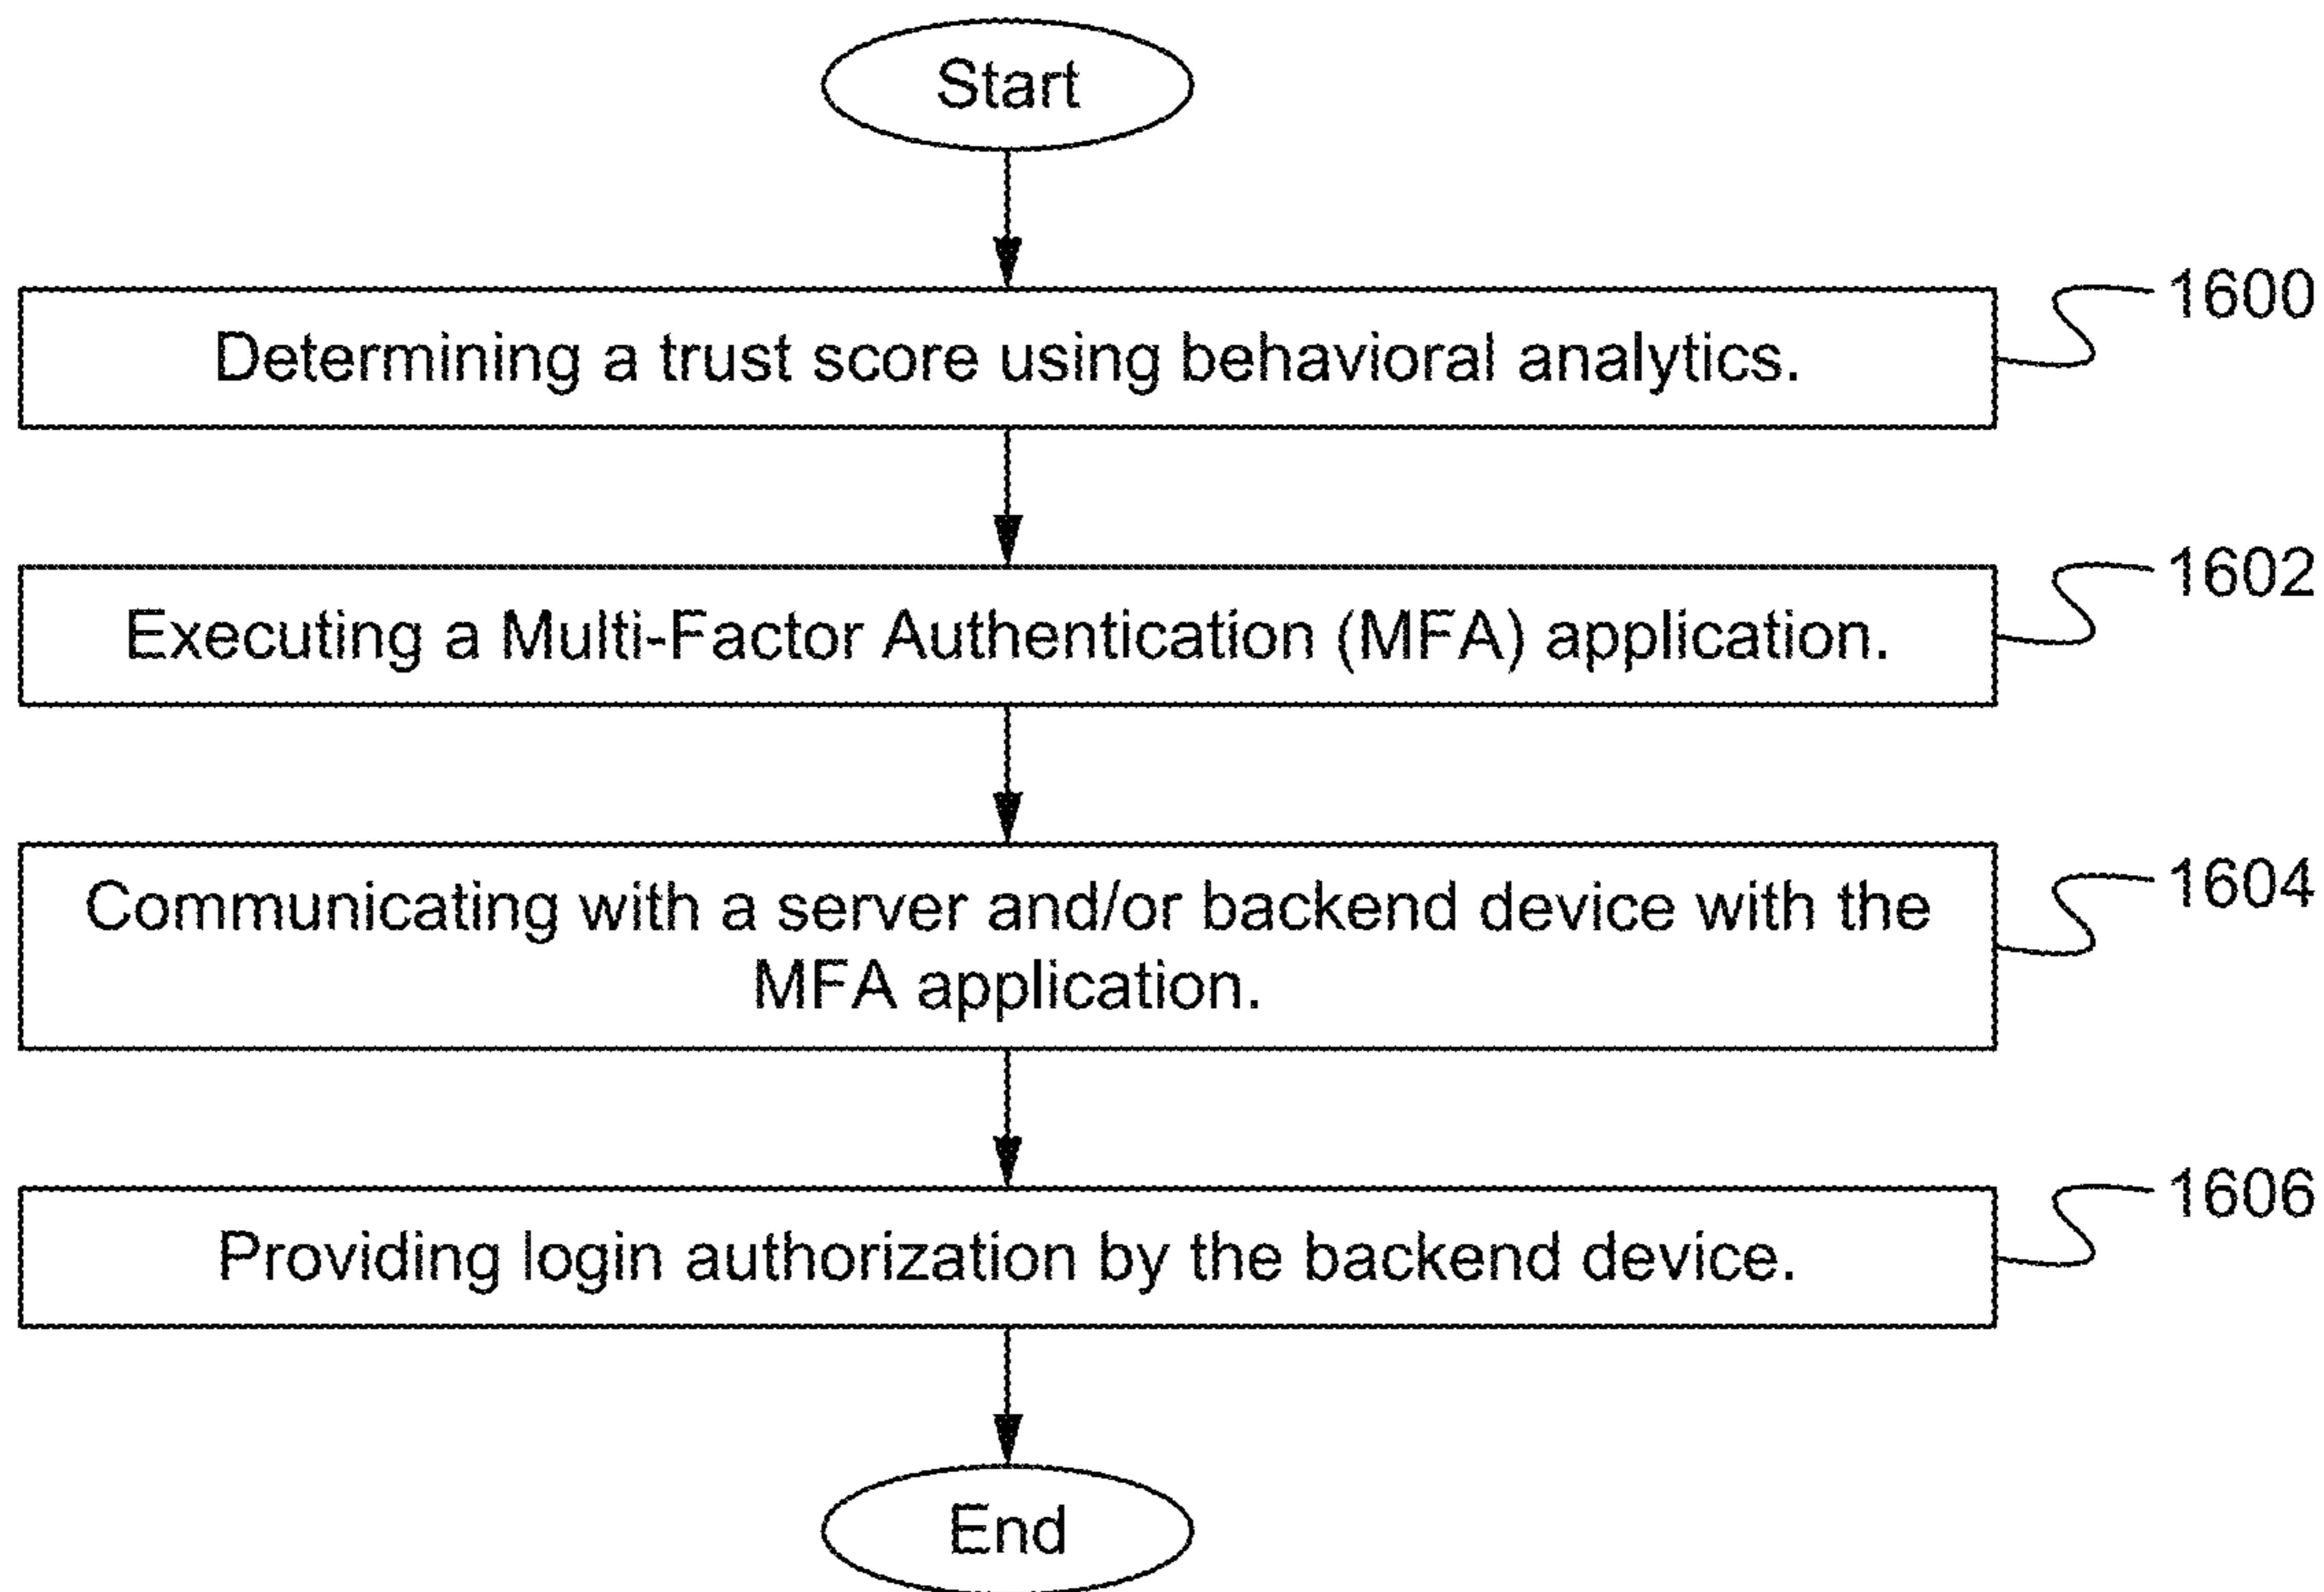 Start
Determining a trust score using behavioral analytics.
1600
Executing a Multi-Factor Authentication (MFA) application.
1602
Communicating with a server and/or backend device with the
MFA application.
1604
Providing login authorization by the backend device.
1606
End